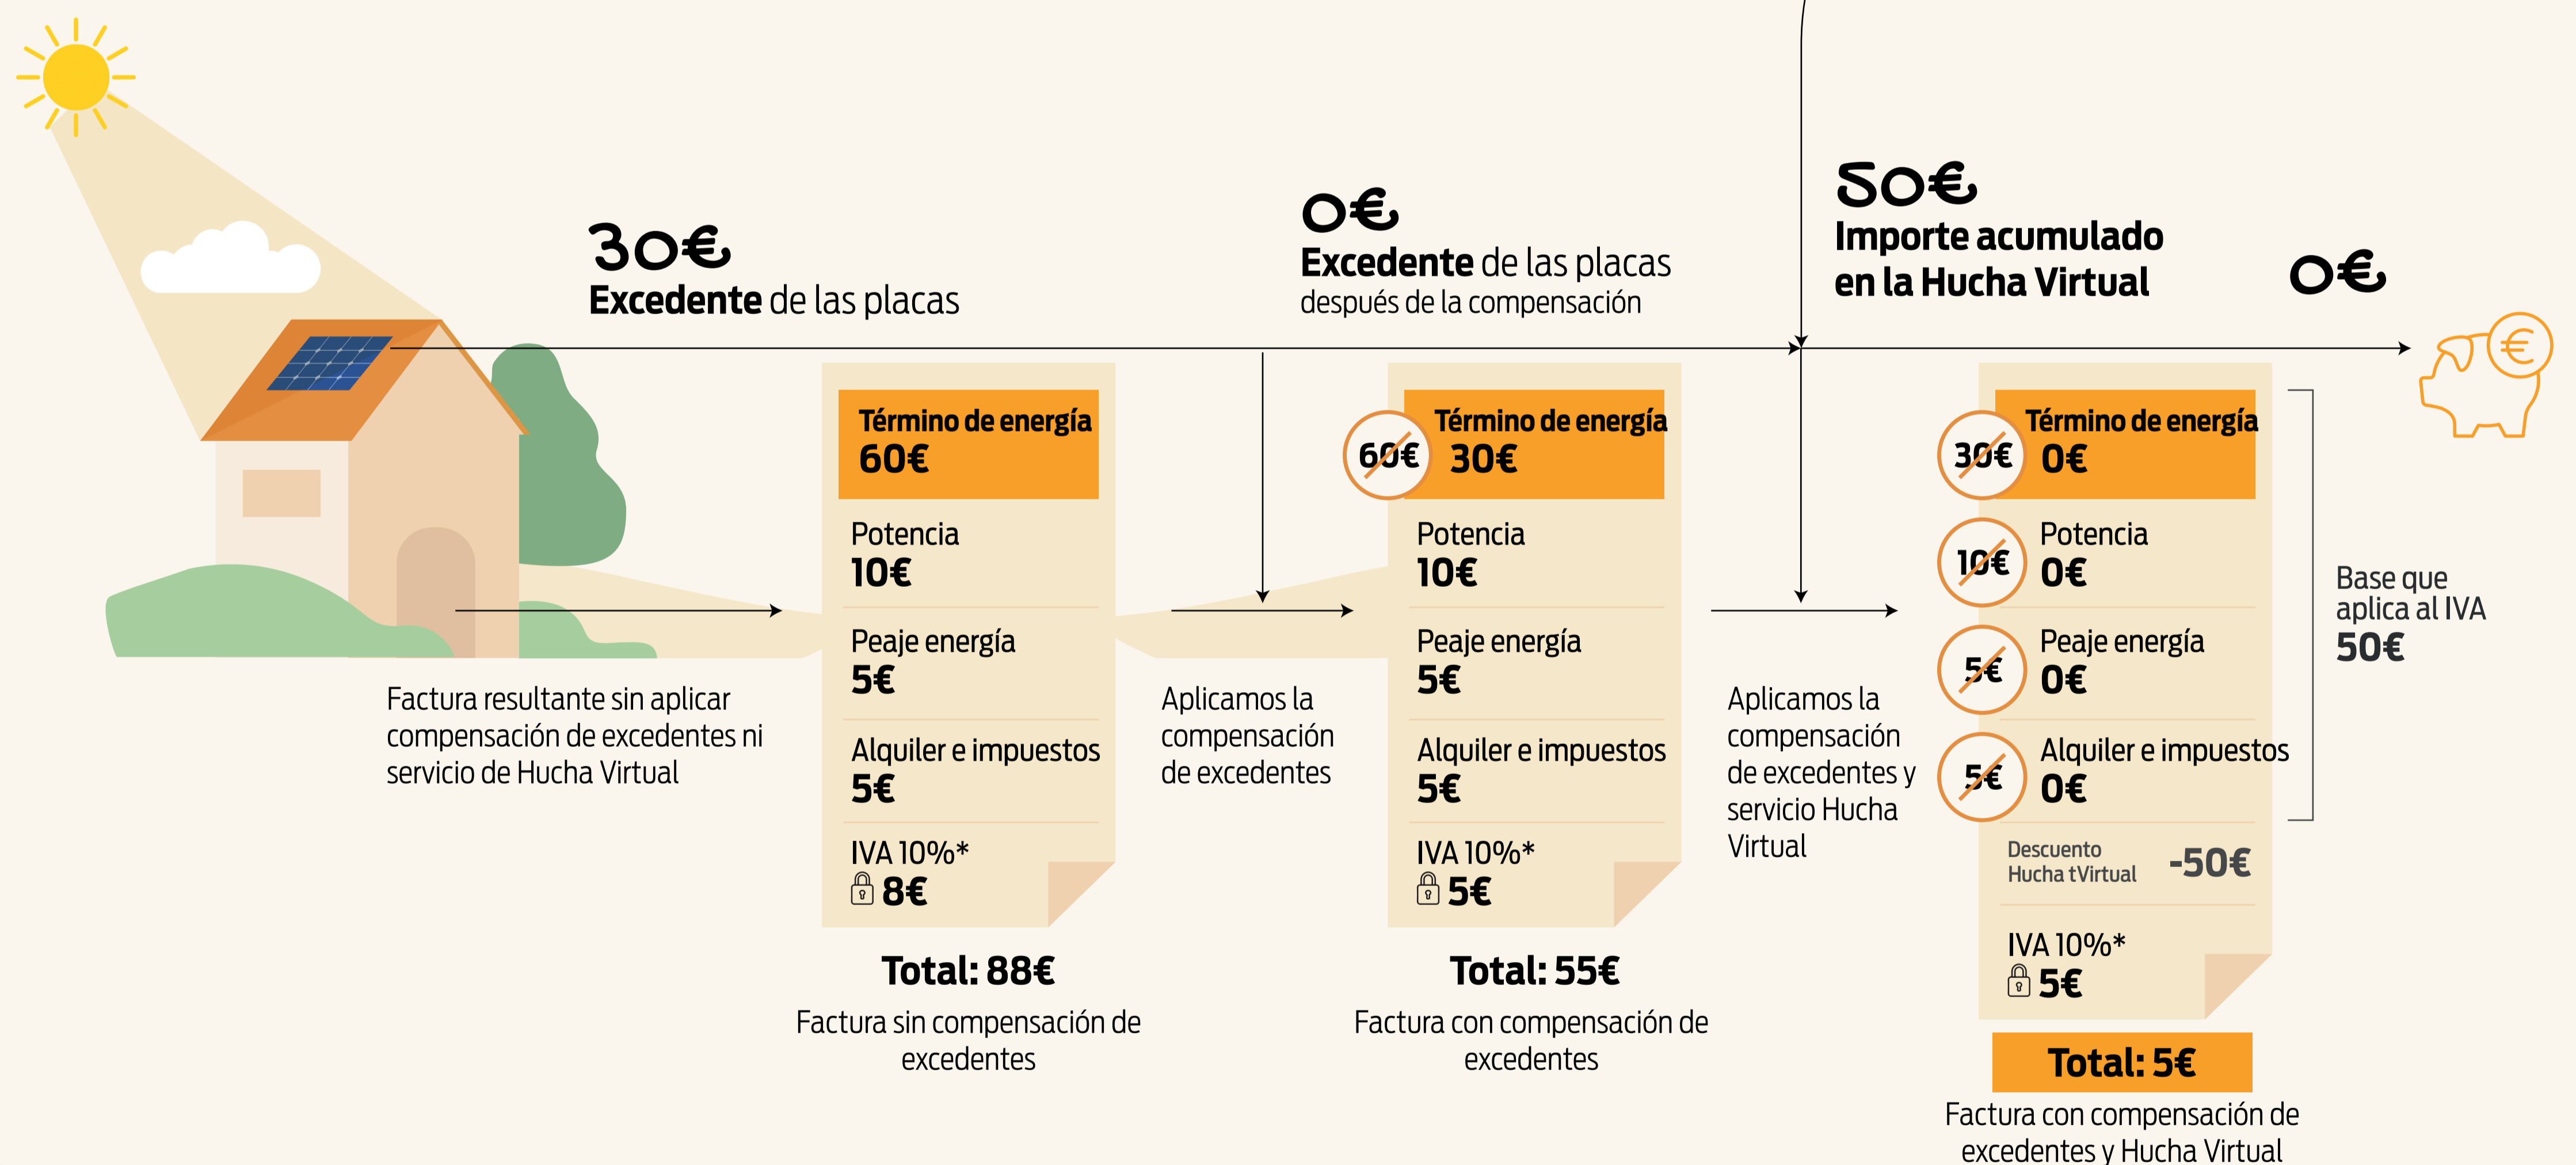 30€
Excedente de las placas
0€
Excedente de las placas
después de la compensación
50€
Importe acumulado
en la Hucha Virtual
0€
€
Factura resultante sin aplicar
compensación de excedentes ni
servicio de Hucha Virtual
Término de energía
60€
Potencia
10€
Peaje energía
5€
Alquiler e impuestos
5€
IVA 10%*
8€
Total: 88€
Factura sin compensación de
excedentes
Aplicamos la
compensación
de excedentes
60€
Término de energía
30€
Potencia
10€
Peaje energía
5€
Alquiler e impuestos
5€
IVA 10%*
5€
Total: 55€
Factura con compensación de
excedentes
Aplicamos la
compensación
de excedentes y
servicio Hucha
Virtual
30€
Término de energía
0€
10€
Potencia
0€
5€
Peaje energía
0€
5€
Alquiler e impuestos
0€
Descuento
Hucha tVirtual
-50€
IVA 10%*
5€
Total: 5€
Factura con compensación de
excedentes y Hucha Virtual
Base que
aplica al IVA
50€